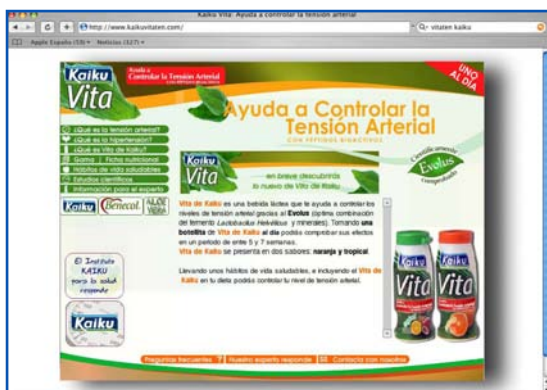 Kaiku Vita: Ayuda a controlar la tensión arterial
http://www.kaikuvitaten.com/
vitaten kaiku
Apple España (53) Noticias (327)
Kaiku
Vita
Ayuda a
Controlar la Tensión Arterial
UNO
AL DÍA
Ayuda a Controlar la
Tensión Arterial
CON PÉPTIDOS BIOACTIVOS
¿Qué es la tensión arterial?
¿Qué es la hipertensión?
¿Qué es Vita de Kaiku?
Gama | Ficha nutricional
Hábitos de vida saludables
Estudios científicos
Información para el experto
Kaiku
Benecol.
ALOE
VERA
Kaiku
Vita
en breve descubrirás
lo nuevo de Vita de Kaiku
Científicamente
Evolus
comprobado
Vita de Kaiku es una bebida láctea que te ayuda a controlar los
niveles de tensión arterial gracias al Evolus (óptima combinación
del fermento Lactobacillus Helveticus y minerales). Tomando una
botellita de Vita de Kaiku al día podrás comprobar sus efectos
en un periodo de entre 5 y 7 semanas.
Vita de Kaiku se presenta en dos sabores: naranja y tropical.
Llevando unos hábitos de vida saludables, e incluyendo el Vita de
Kaiku en tu dieta podrás controlar tu nivel de tensión arterial.
El Instituto
KAIKU
para la salud
responde
Kaiku
Kaiku
Vita
Kaiku
Vita
Preguntas frecuentes
Nuestro experto responde
Contacta con nosotros